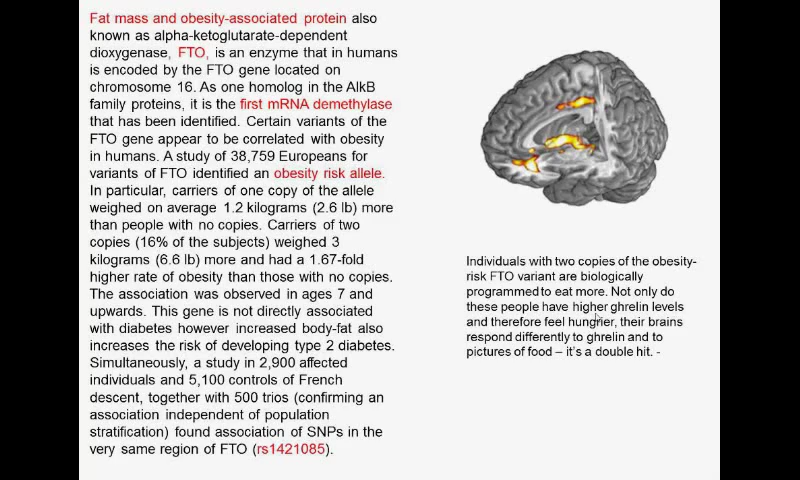 Fat mass and obesity-associated protein also
known as alpha-ketoglutarate-dependent
dioxygenase, FTO, is an enzyme that in humans
is encoded by the FTO gene located on
chromosome 16. As one homolog in the AlkB
family proteins, it is the first mRNA demethylase
that has been identified. Certain variants of the
FTO gene appear to be correlated with obesity
in humans. A study of 38,759 Europeans for
variants of FTO identified an obesity risk allele.
In particular, carriers of one copy of the allele
weighed on average 1.2 kilograms (2.6 lb) more
than people with no copies. Carriers of two
copies (16% of the subjects) weighed 3
kilograms (6.6 lb) more and had a 1.67-fold
higher rate of obesity than those with no copies.
The association was observed in ages 7 and
upwards. This gene is not directly associated
with diabetes however increased body-fat also
increases the risk of developing type 2 diabetes.
Simultaneously, a study in 2,900 affected
individuals and 5,100 controls of French
descent, together with 500 trios (confirming an
association independent of population
stratification) found association of SNPs in the
very same region of FTO (rs1421085).
Individuals with two copies of the obesity-
risk FTO variant are biologically
programmed to eat more. Not only do
these people have higher ghrelin levels
and therefore feel hungrier, their brains
respond differently to ghrelin and to
pictures of food – it's a double hit. -